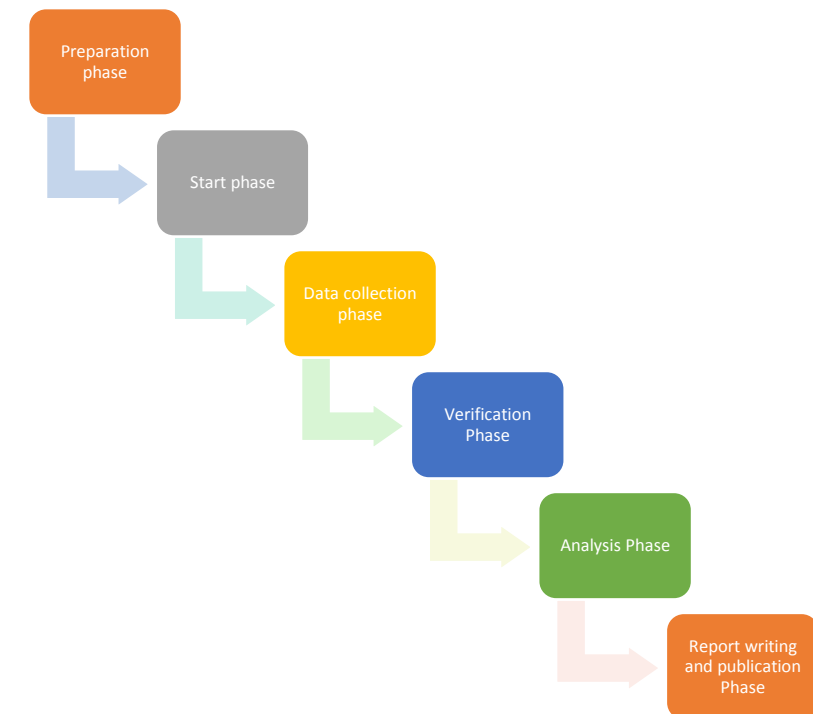 Preparation
phase
Start phase
Data collection
phase
Verification
Phase
Analysis Phase
Report writing
and publication
Phase